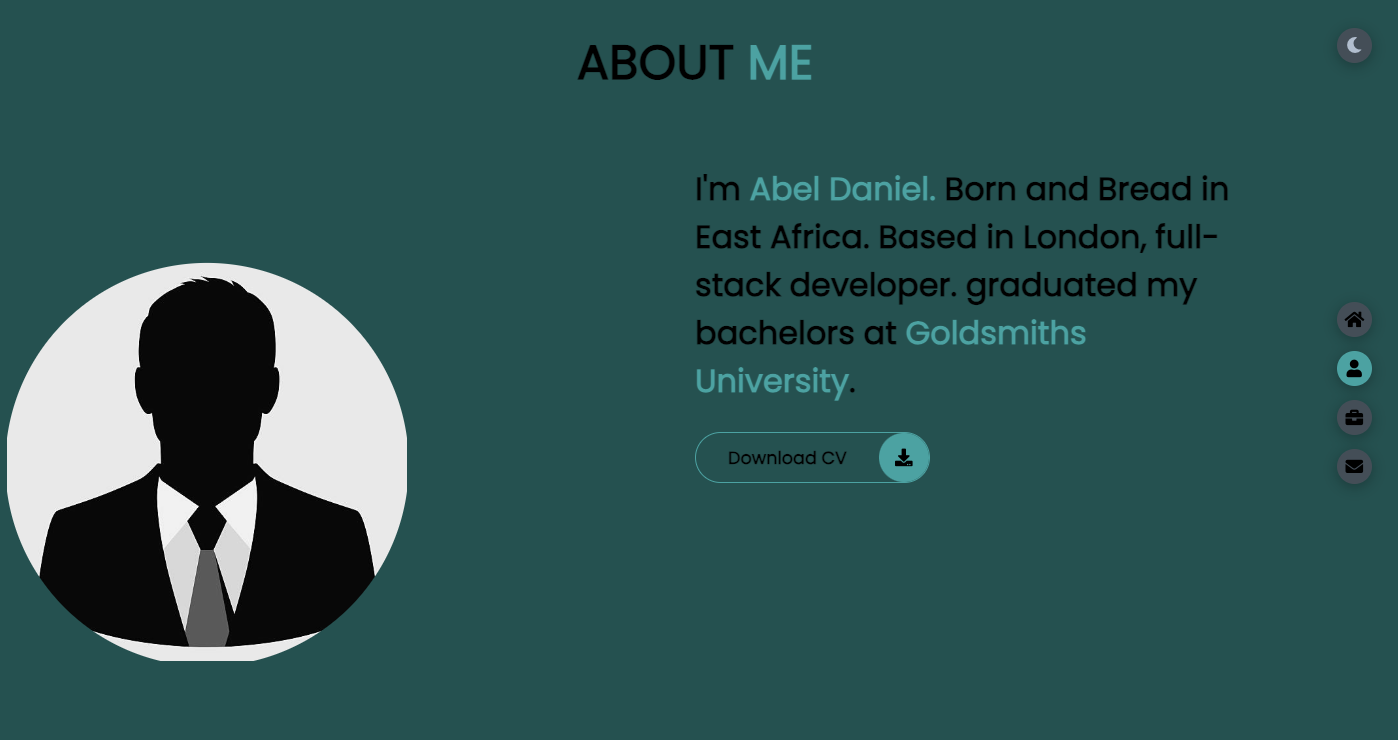 ABOUT ME
I'm Abel Daniel. Born and Bread in
East Africa. Based in London, full-
stack developer. graduated my
bachelors at Goldsmiths
University.
Download CV